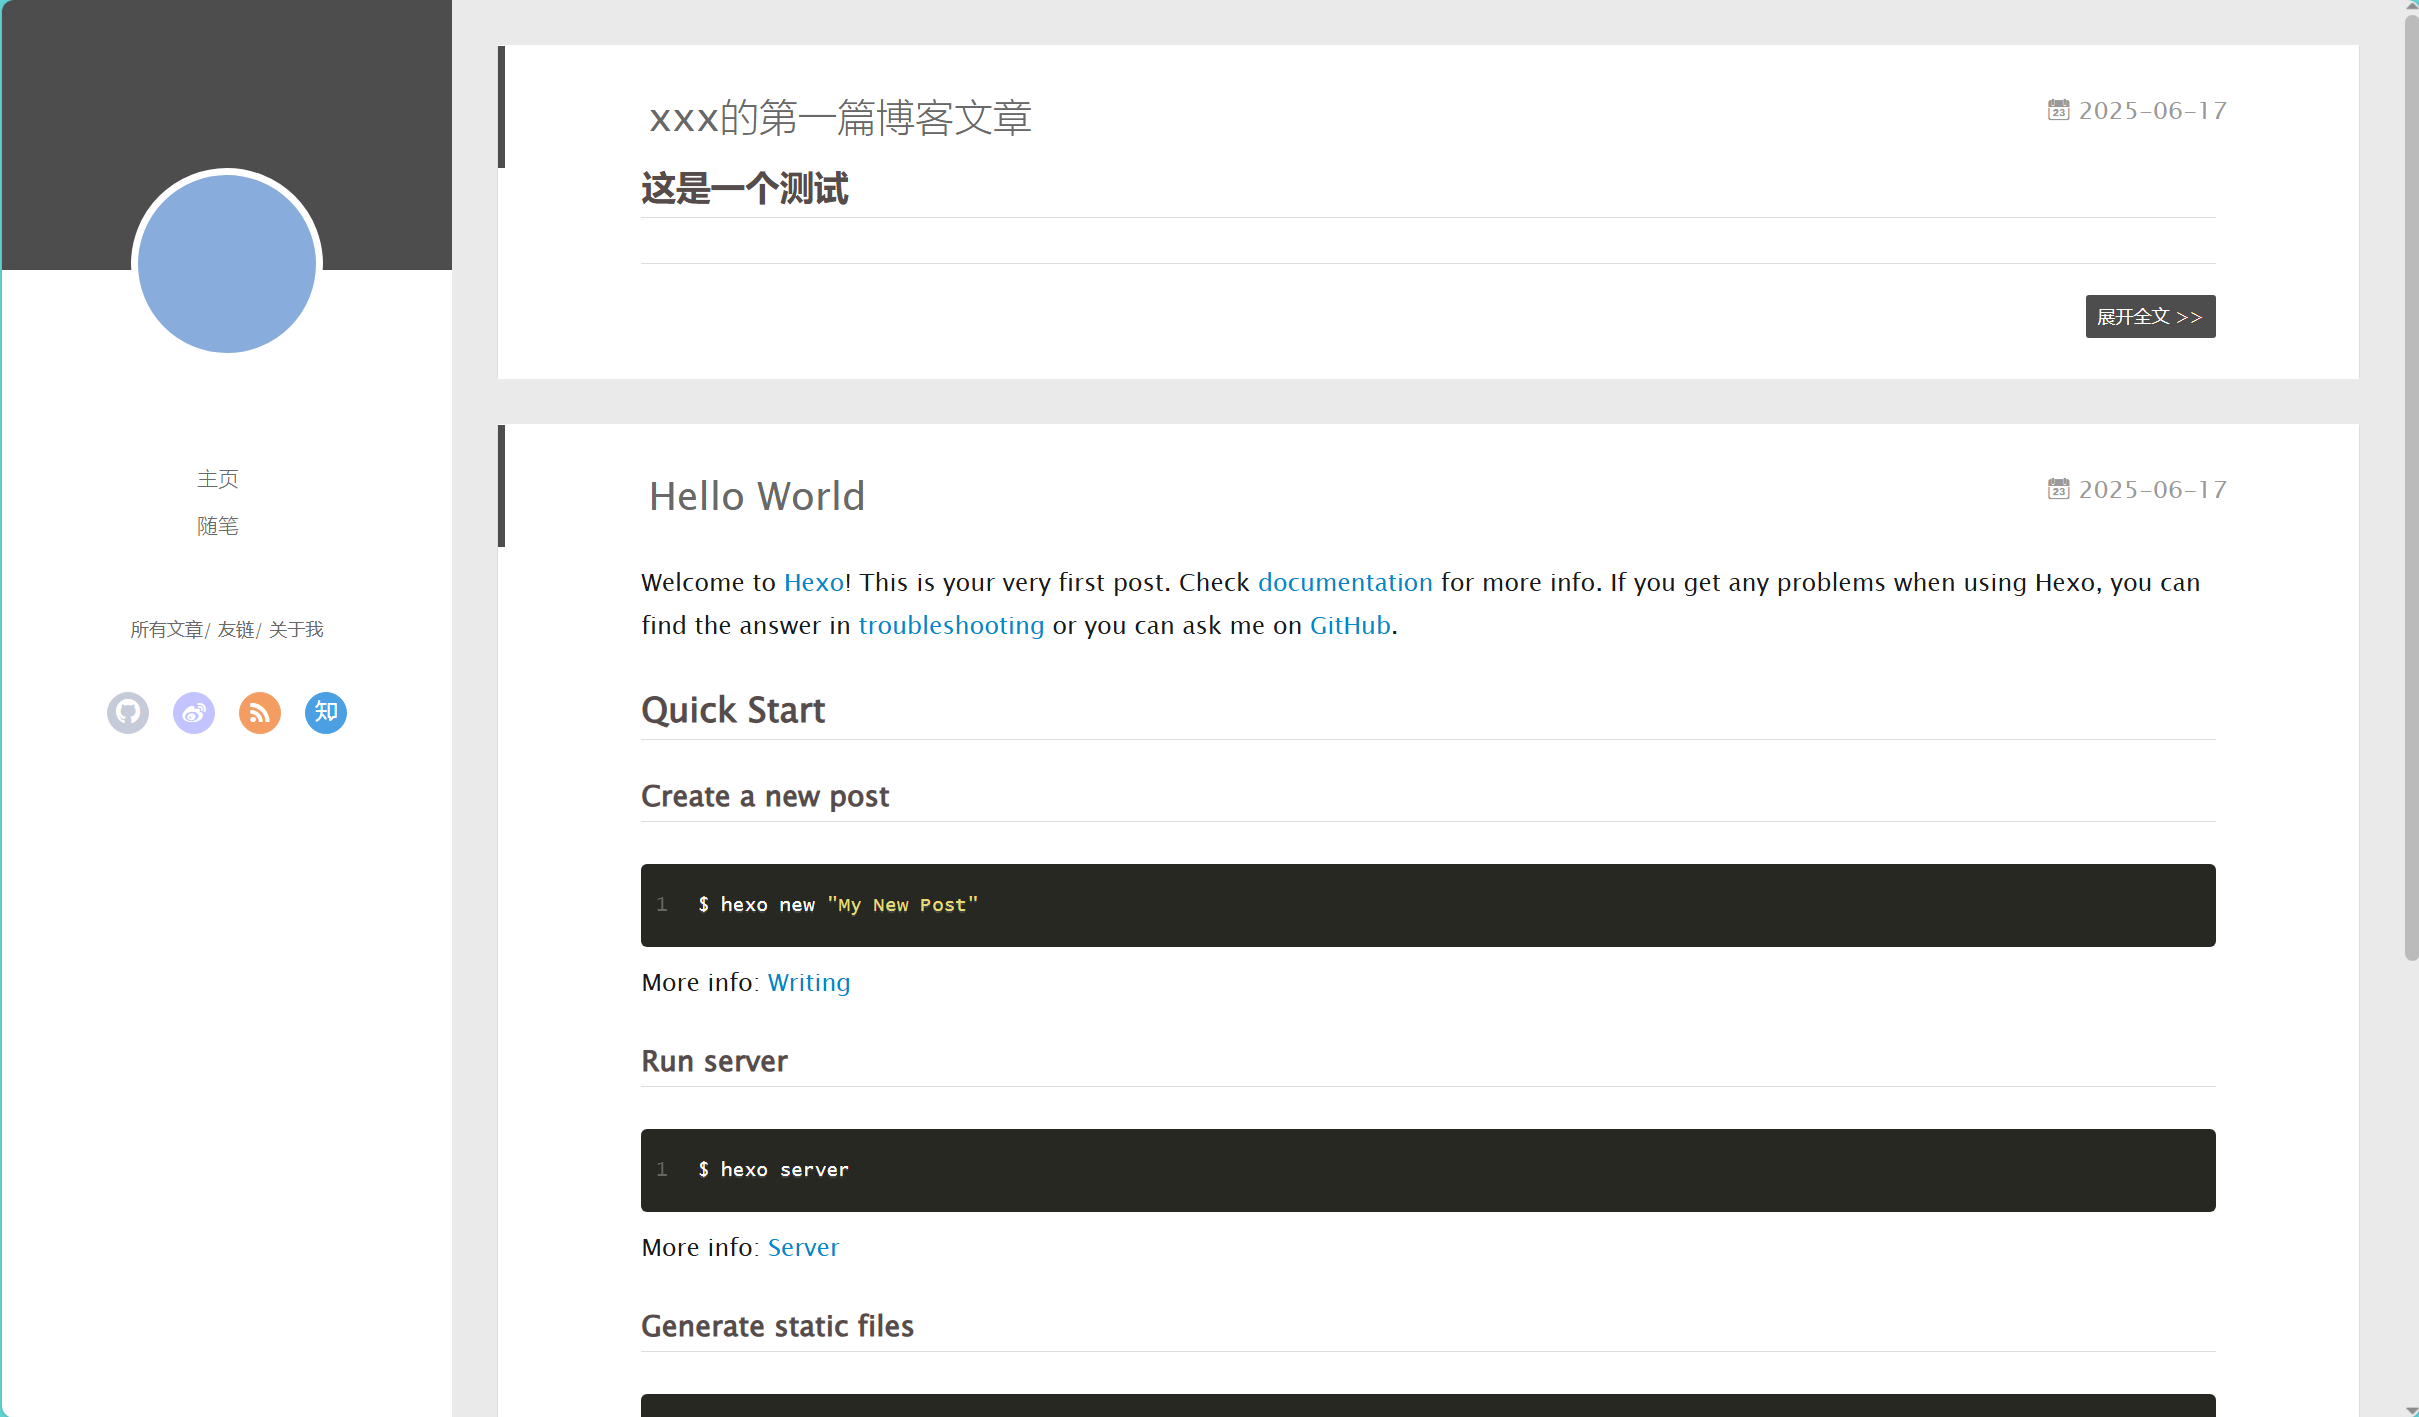 主页
随笔
所有文章/ 友链/ 关于我
知
xxx的第一篇博客文章
23 2025-06-17
这是一个测试
展开全文 >>
Hello World
23 2025-06-17
Welcome to Hexo! This is your very first post. Check documentation for more info. If you get any problems when using Hexo, you can
find the answer in troubleshooting or you can ask me on GitHub.
Quick Start
Create a new post
1 $ hexo new "My New Post"
More info: Writing
Run server
1 $ hexo server
More info: Server
Generate static files